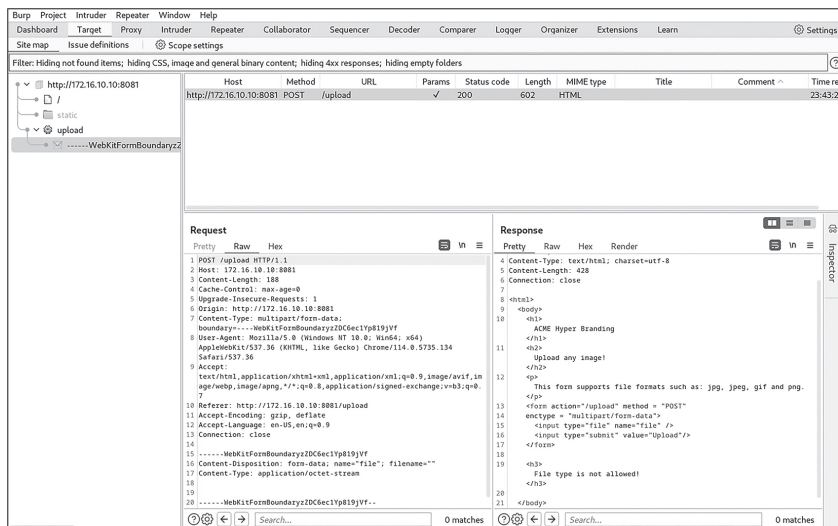 Burp Project Intruder Repeater Window Help
Dashboard Target Proxy Intruder Repeater Collaborator Sequencer Decoder Comparer Logger Organizer Extensions Learn Settings
Site map Issue definitions Scope settings
Filter: Hiding not found items; hiding CSS, image and general binary content; hiding 4xx responses; hiding empty folders
http://172.16.10.10:8081
/
static
upload
------WebKitFormBoundaryzZ
Host Method URL Params Status code Length MIME type Title Comment Time re
http://172.16.10.10:8081 POST /upload ✓ 200 602 HTML 23:43:2
Request
Pretty Raw Hex \n
1 POST /upload HTTP/1.1
2 Host: 172.16.10.10:8081
3 Content-Length: 188
4 Cache-Control: max-age=0
5 Upgrade-Insecure-Requests: 1
6 Origin: http://172.16.10.10:8081
7 Content-Type: multipart/form-data;
boundary=----WebKitFormBoundaryzZDC6ec1Yp819jVf
8 User-Agent: Mozilla/5.0 (Windows NT 10.0; Win64; x64)
AppleWebKit/537.36 (KHTML, like Gecko) Chrome/114.0.5735.134
Safari/537.36
9 Accept:
text/html,application/xhtml+xml,application/xml;q=0.9,image/avif,im
age/webp,image/apng,*/*;q=0.8,application/signed-exchange;v=b3;q=0.
7
10 Referer: http://172.16.10.10:8081/upload
11 Accept-Encoding: gzip, deflate
12 Accept-Language: en-US,en;q=0.9
13 Connection: close
14
15 ------WebKitFormBoundaryzZDC6ec1Yp819jVf
16 Content-Disposition: form-data; name="file"; filename=""
17 Content-Type: application/octet-stream
18
19
20 ------WebKitFormBoundaryzZDC6ec1Yp819jVf--
Search... 0 matches
Response
Pretty Raw Hex Render \n
4 Content-Type: text/html; charset=utf-8
5 Content-Length: 428
6 Connection: close
7
8 <html>
9 <body>
10 <h1>
ACME Hyper Branding
</h1>
11 <h2>
Upload any image!
</h2>
12 <p>
This form supports file formats such as: jpg, jpeg, gif and png.
</p>
13 <form action="/upload" method = "POST"
14 enctype = "multipart/form-data">
15 <input type="file" name="file" />
16 <input type="submit" value="Upload"/>
17 </form>
18
19 <h3>
File type is not allowed!
</h3>
20
21 </body>
Search... 0 matches
Inspector